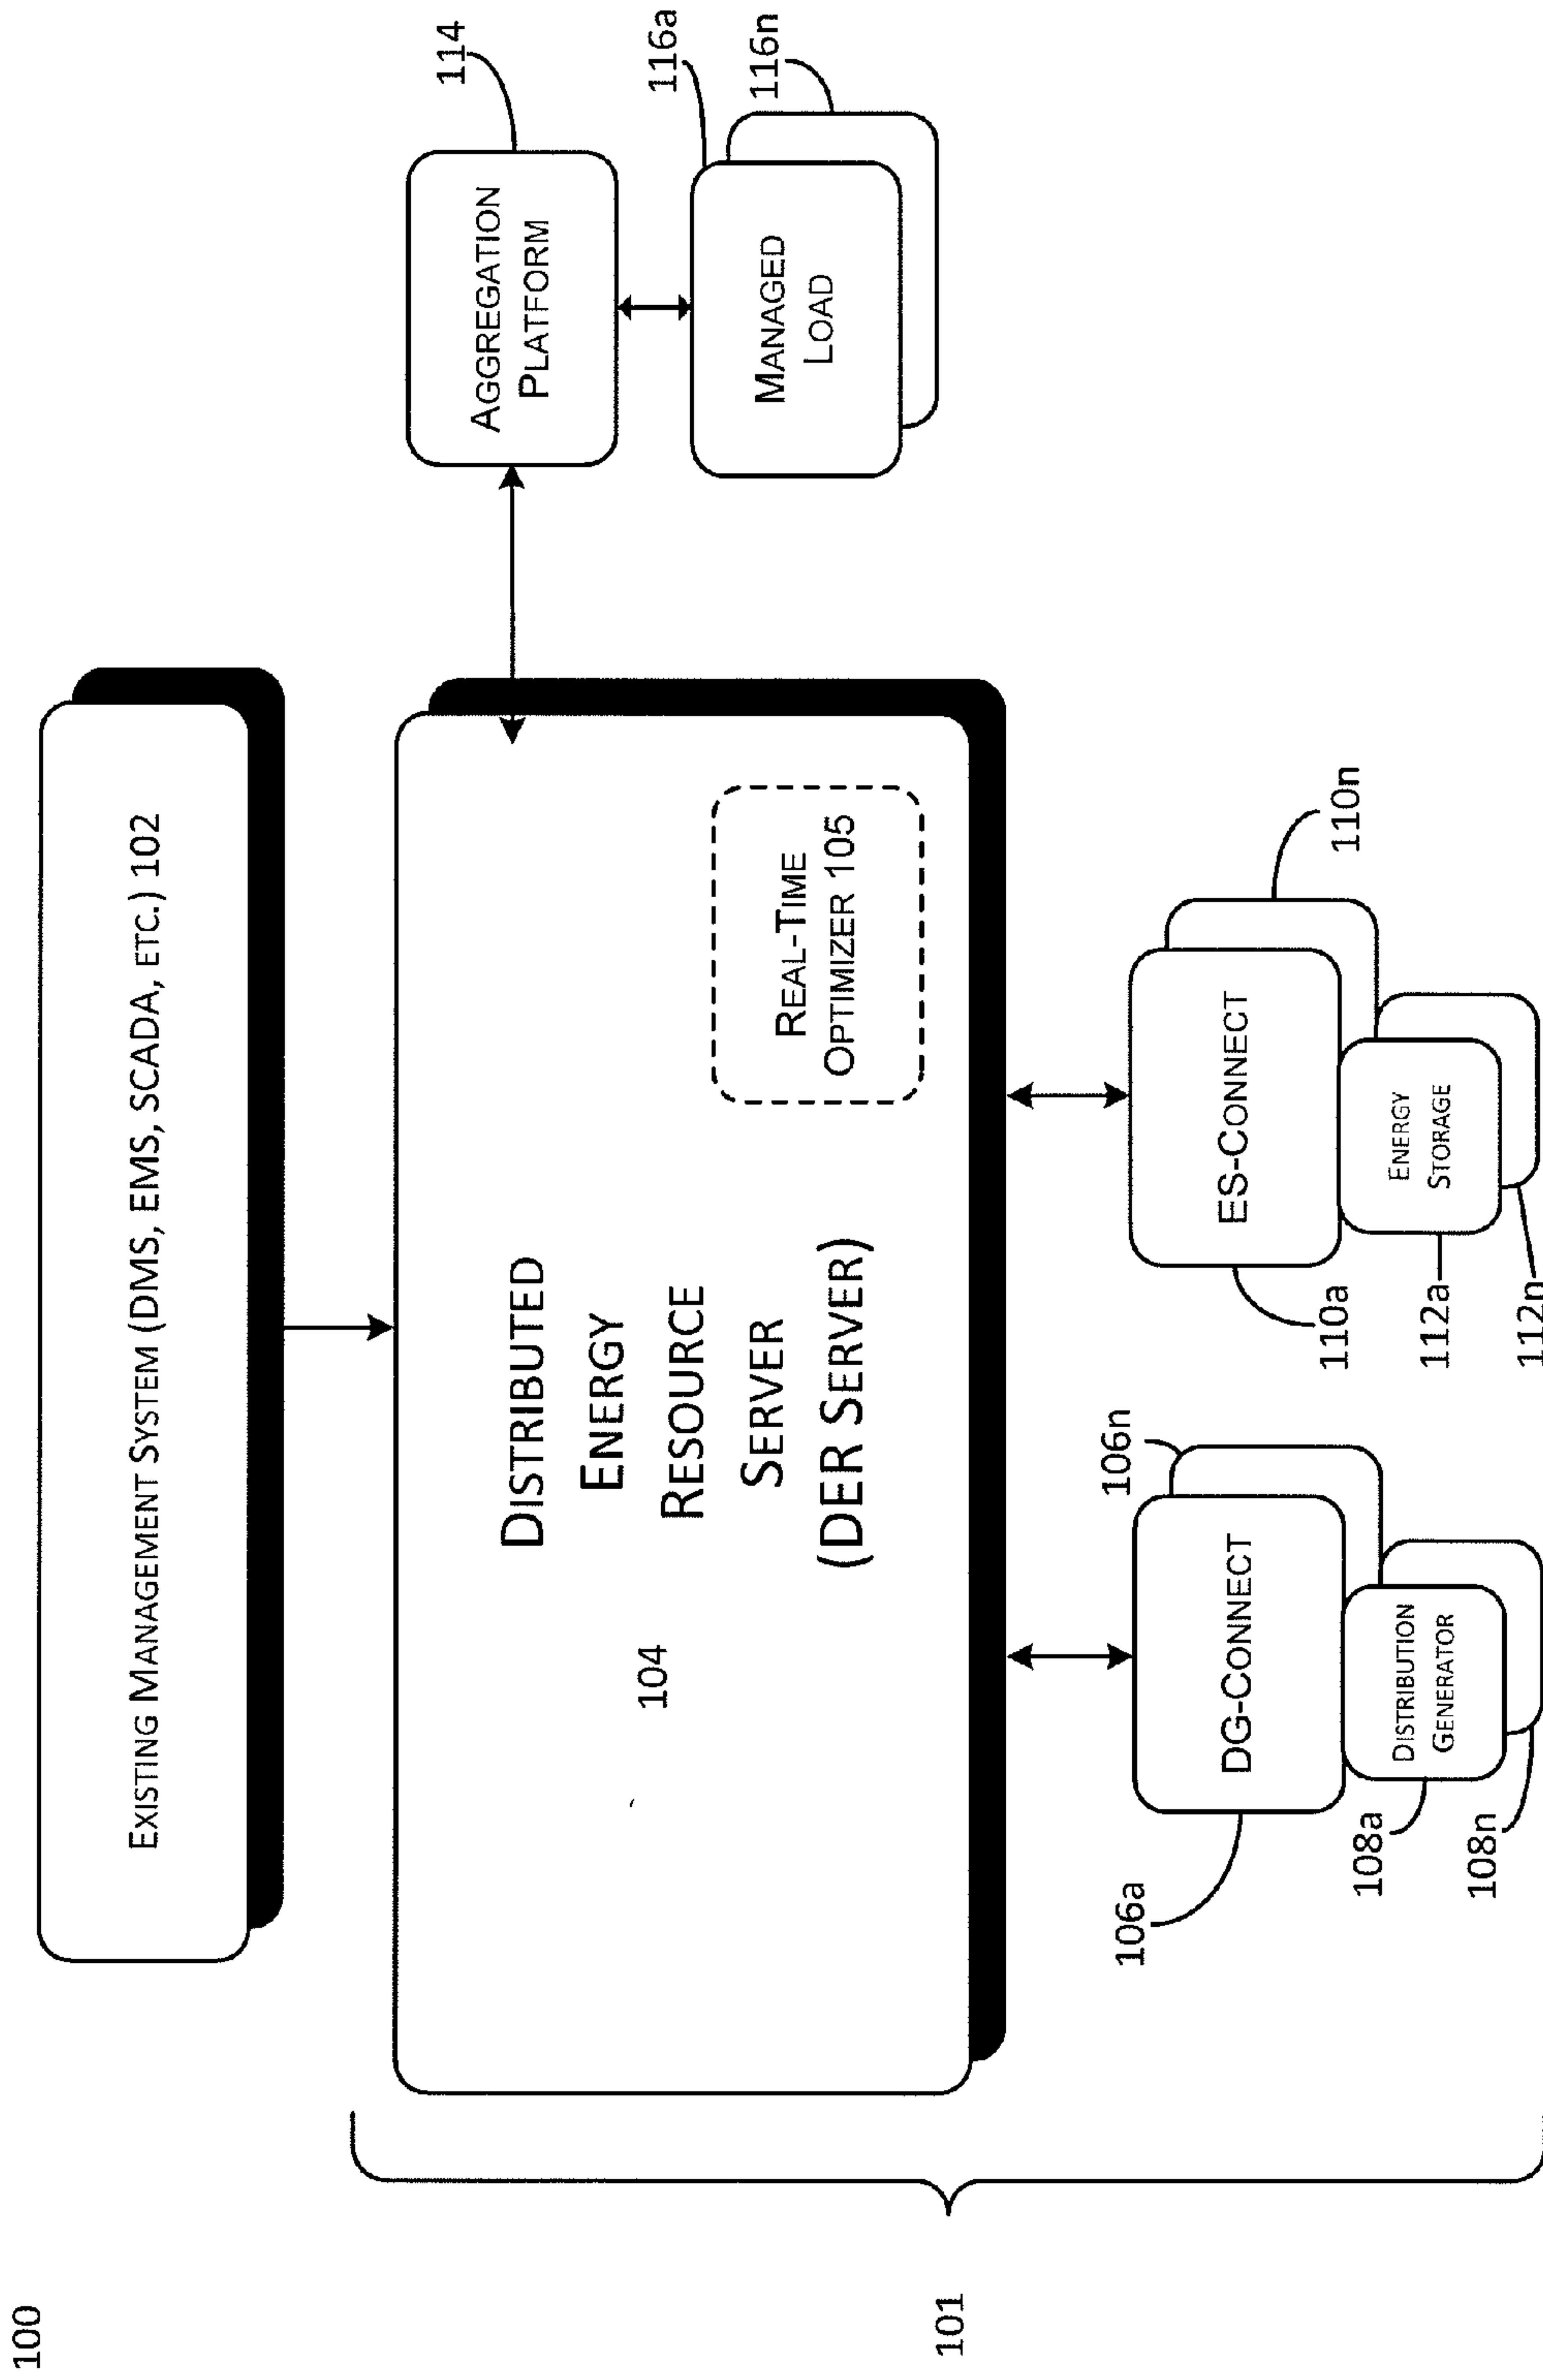 100
EXISTING MANAGEMENT SYSTEM (DMS, EMS, SCADA, ETC.) 102
DISTRIBUTED
ENERGY
RESOURCE
SERVER
(DER SERVER)
104
REAL-TIME
OPTIMIZER 105
AGGREGATION
PLATFORM
114
MANAGED
LOAD
116a
116n
101
DG-CONNECT
106a
106n
DISTRIBUTION
GENERATOR
108a
108n
ES-CONNECT
110a
110n
ENERGY
STORAGE
112a
112n